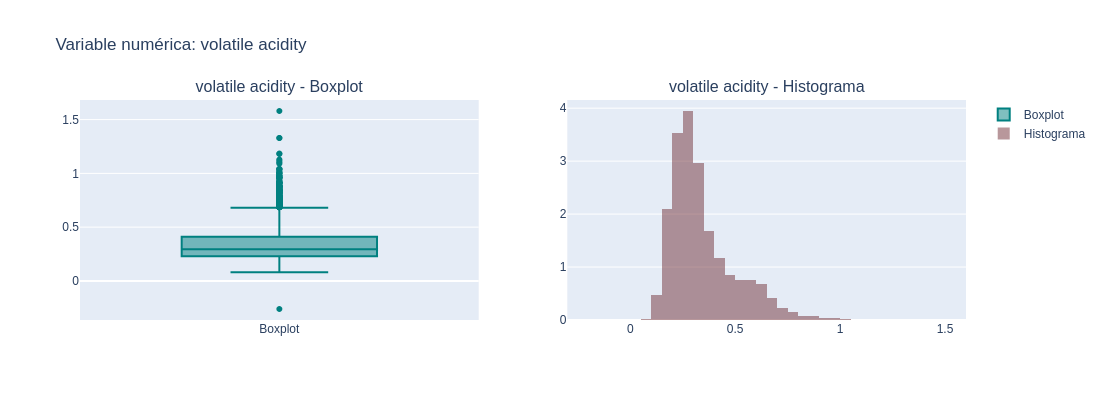 Variable numérica: volatile acidity
volatile acidity - Boxplot
1.5
1
0.5
0
Boxplot
volatile acidity - Histograma
4
3
2
1
0
0 0.5 1 1.5
Boxplot
Histograma